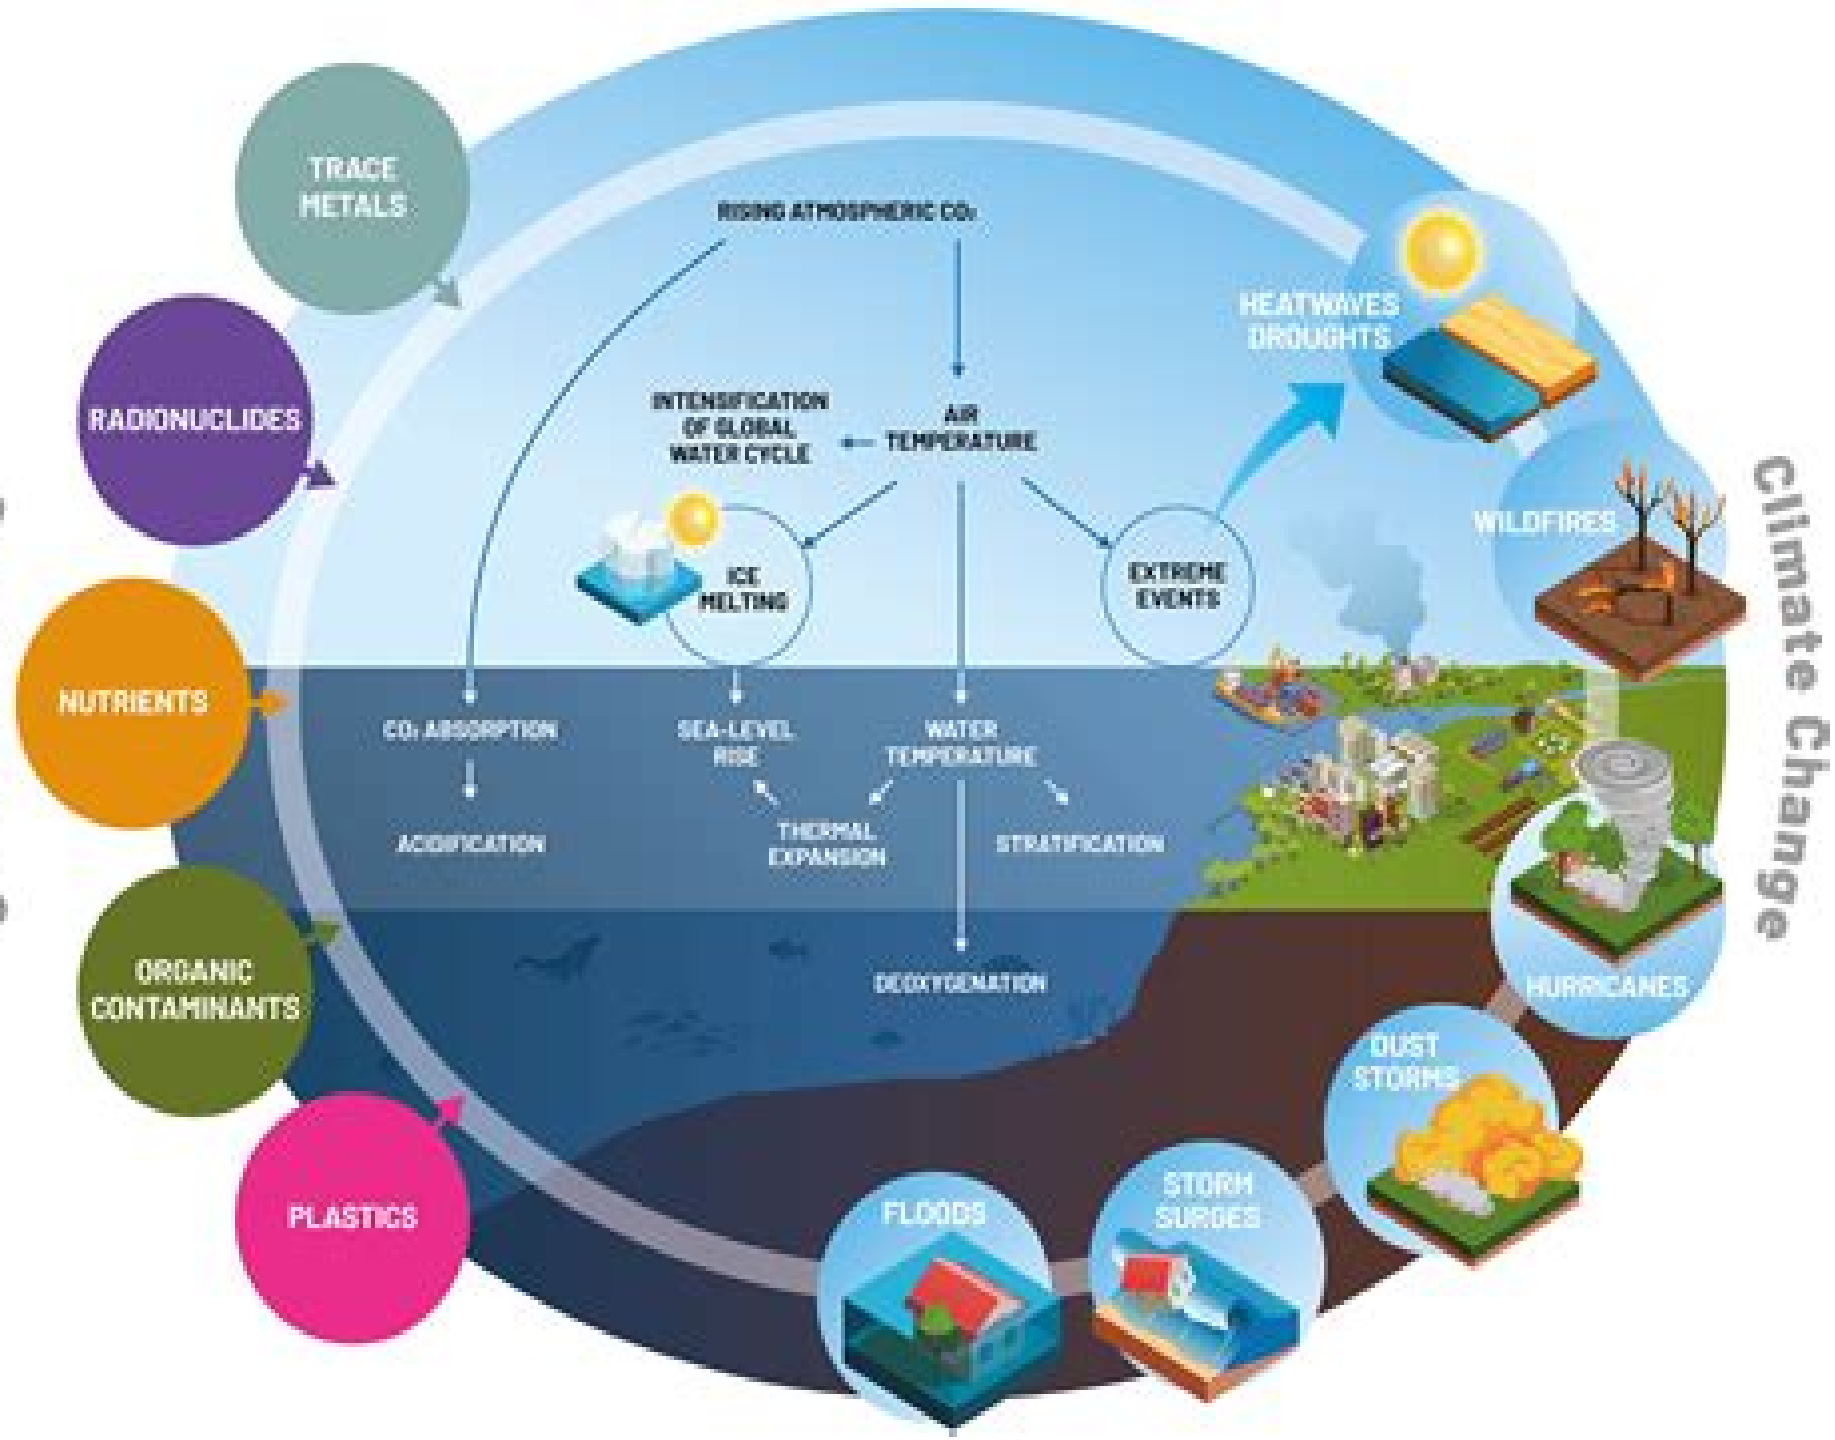 TRACE
METALS
RADIONUCLIDES
NUTRIENTS
ORGANIC
CONTAMINANTS
PLASTICS
RISING ATMOSPHERIC CO₂
INTENSIFICATION
OF GLOBAL
WATER CYCLE
AIR
TEMPERATURE
ICE
MELTING
EXTREME
EVENTS
CO₂ ABSORPTION
SEA-LEVEL
RISE
WATER
TEMPERATURE
ACIDIFICATION
THERMAL
EXPANSION
STRATIFICATION
DEOXYGENATION
HEATWAVES
DROUGHTS
WILDFIRES
HURRICANES
DUST
STORMS
STORM
SURGES
FLOODS
Climate Change